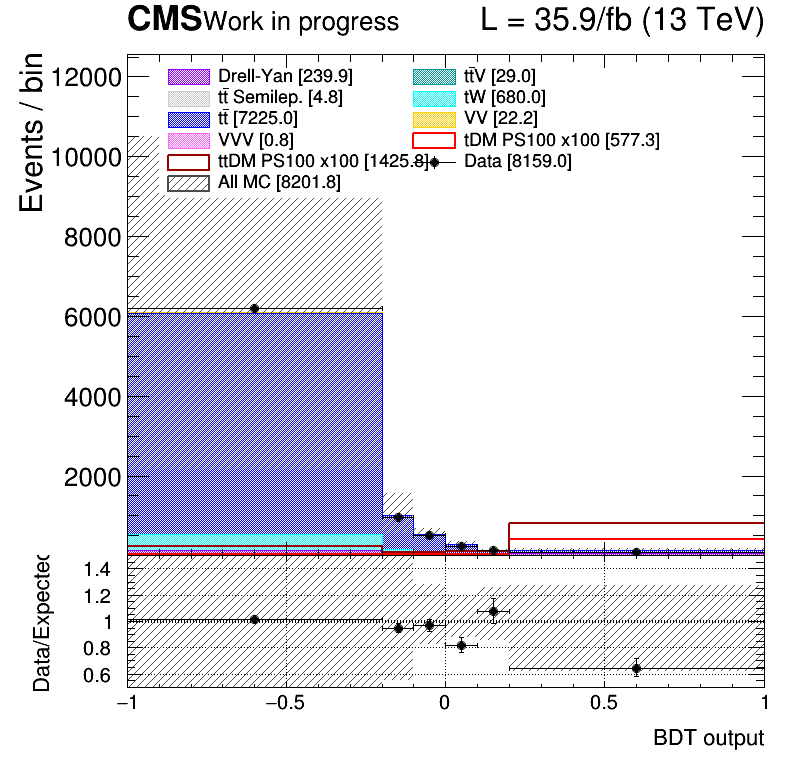 CMS Work in progress L = 35.9/fb (13 TeV)
Events / bin
12000
10000
8000
6000
4000
2000
Drell-Yan [239.9] tt̄V [29.0]
tt̄ Semilep. [4.8] tW [680.0]
tt̄ [7225.0] VV [22.2]
VVV [0.8] tDM PS100 x100 [577.3]
ttDM PS100 x100 [1425.8] Data [8159.0]
All MC [8201.8]
Data/Expected
1.4
1.2
1
0.8
0.6
−1 −0.5 0 0.5 1
BDT output